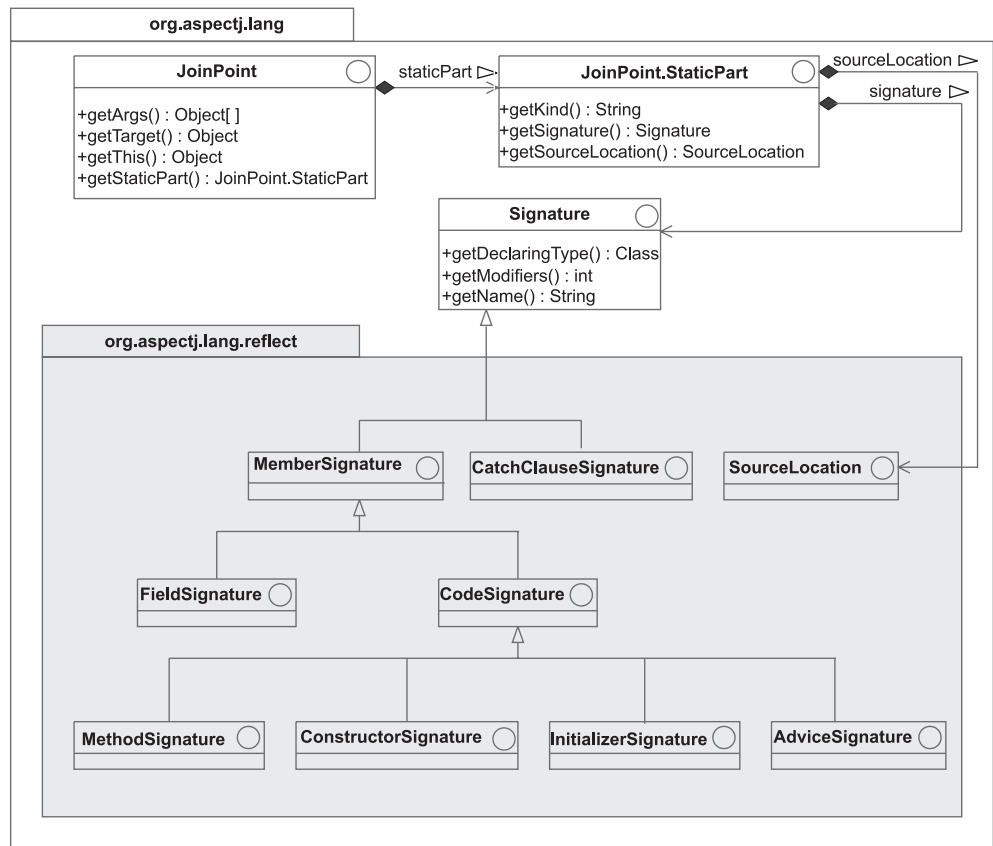 org.aspectj.lang
JoinPoint
+getArgs() : Object[ ]
+getTarget() : Object
+getThis() : Object
+getStaticPart() : JoinPoint.StaticPart
staticPart
JoinPoint.StaticPart
+getKind() : String
+getSignature() : Signature
+getSourceLocation() : SourceLocation
sourceLocation
signature
Signature
+getDeclaringType() : Class
+getModifiers() : int
+getName() : String
org.aspectj.lang.reflect
MemberSignature
CatchClauseSignature
SourceLocation
FieldSignature
CodeSignature
MethodSignature
ConstructorSignature
InitializerSignature
AdviceSignature